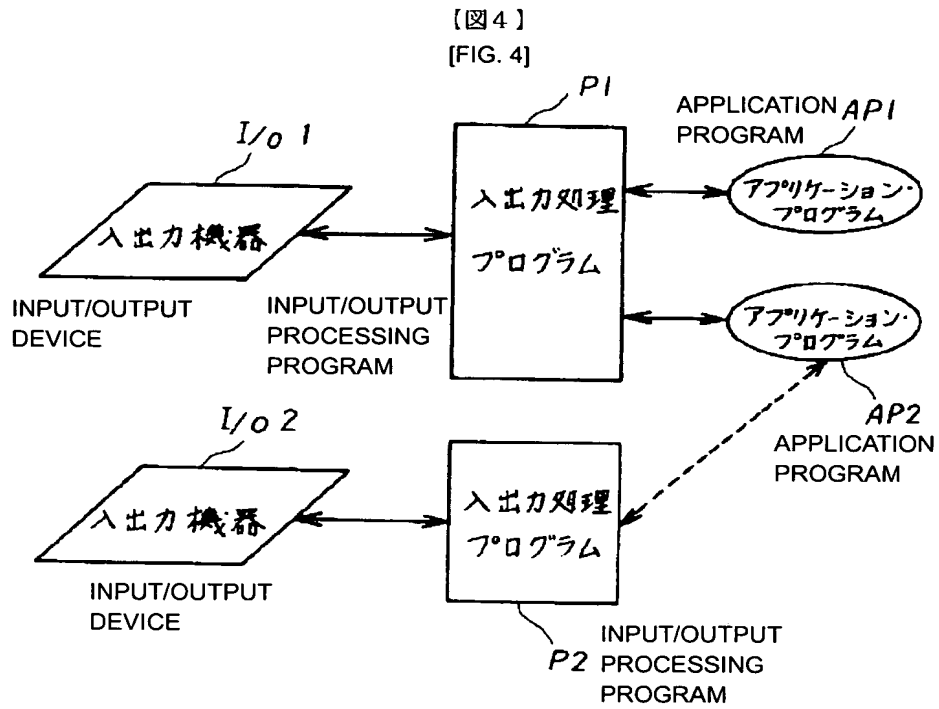 【図4】
[FIG. 4]
P1
APPLICATION
PROGRAM
AP1
I/o 1
入出力機器
INPUT/OUTPUT
DEVICE
INPUT/OUTPUT
PROCESSING
PROGRAM
入出力処理
プログラム
アプリケーション・
プログラム
アプリケーション・
プログラム
AP2
APPLICATION
PROGRAM
I/o 2
入出力機器
INPUT/OUTPUT
DEVICE
入出力処理
プログラム
P2
INPUT/OUTPUT
PROCESSING
PROGRAM